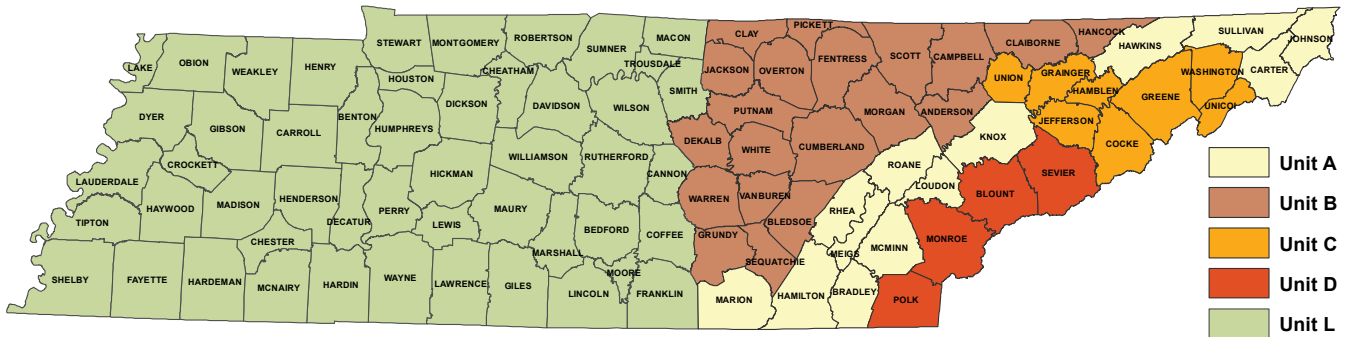 PICKETT
STEWART MONTGOMERY ROBERTSON SUMNER MACON CLAY SCOTT CLAIBORNE HANCOCK SULLIVAN JOHNSON
LAKE OBION WEAKLEY HENRY HOUSTON CHEATHAM TROUSDALE JACKSON OVERTON FENTRESS CAMPBELL UNION GRAINGER HAWKINS WASHINGTON CARTER
DYER GIBSON CARROLL BENTON HUMPHREYS DICKSON DAVIDSON WILSON SMITH PUTNAM MORGAN ANDERSON JEFFERSON HAMBLEN GREENE UNICOI
CROCKETT WILLIAMSON RUTHERFORD DEKALB WHITE CUMBERLAND KNOX COCKE
LAUDERDALE HAYWOOD MADISON HENDERSON DECATUR PERRY HICKMAN CANNON WARREN VANBUREN ROANE LOUDON BLOUNT SEVIER
TIPTON CHESTER LEWIS MAURY BEDFORD COFFEE GRUNDY BLEDSOE RHEA MCMINN MONROE
SHELBY FAYETTE HARDEMAN MCNAIRY HARDIN WAYNE LAWRENCE GILES MARSHALL LINCOLN MOORE FRANKLIN SEQUATCHIE MARION HAMILTON MEIGS BRADLEY POLK
Unit A
Unit B
Unit C
Unit D
Unit L